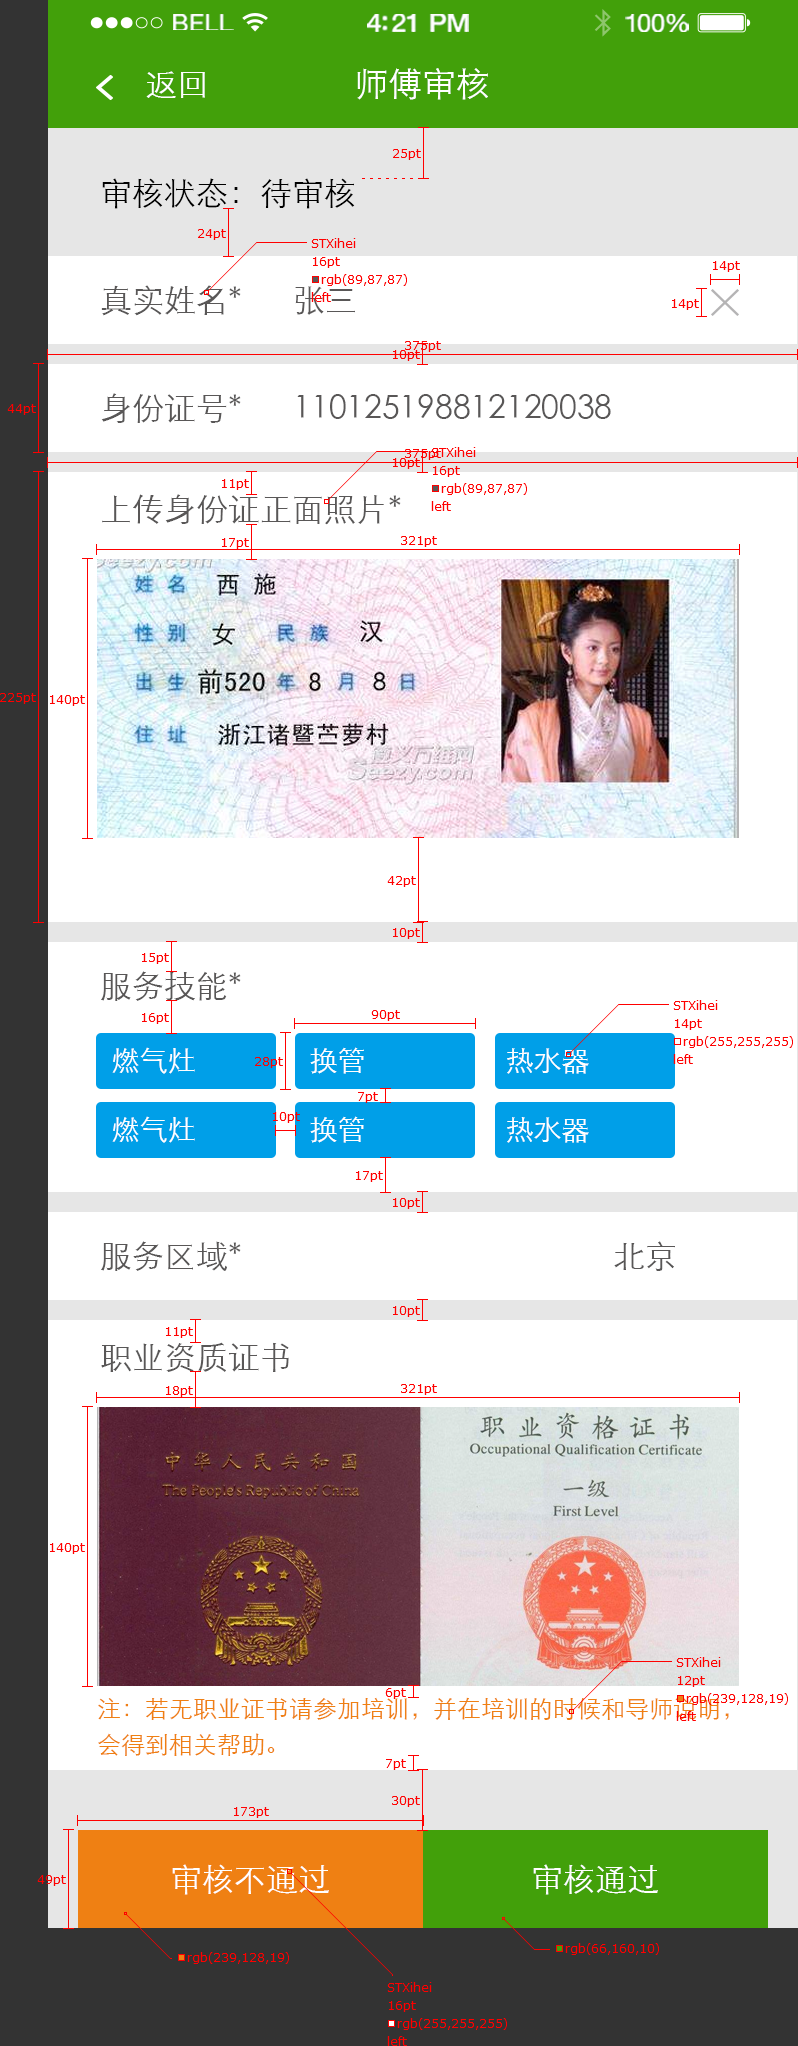 BELL 4:21 PM 100%
返回 师傅审核
25pt
审核状态：待审核
24pt
STXihei
16pt
rgb(89,87,87)
left
14pt
14pt
真实姓名* 张三
375pt
10pt
44pt
身份证号* 110125198812120038
375pt
10pt
STXihei
16pt
rgb(89,87,87)
left
11pt
上传身份证正面照片*
17pt
321pt
Seezy.com
姓名 西施
性别 女 民族 汉
出生 前520 年 8 月 8 日
225pt
140pt
住址 浙江诸暨苎萝村
Seezy.com
42pt
10pt
15pt
服务技能*
16pt
90pt
STXihei
14pt
rgb(255,255,255)
left
28pt
燃气灶 换管 热水器
7pt
10pt
燃气灶 换管 热水器
17pt
10pt
服务区域* 北京
10pt
11pt
职业资质证书
18pt
321pt
中华人民共和国
The People's Republic of China
职业资格证书
Occupational Qualification Certificate
一级
First Level
140pt
STXihei
12pt
rgb(239,128,19)
left
6pt
注：若无职业证书请参加培训，并在培训的时候和导师说明，
会得到相关帮助。
7pt
30pt
173pt
49pt
审核不通过 审核通过
rgb(239,128,19)
rgb(66,160,10)
STXihei
16pt
rgb(255,255,255)
left